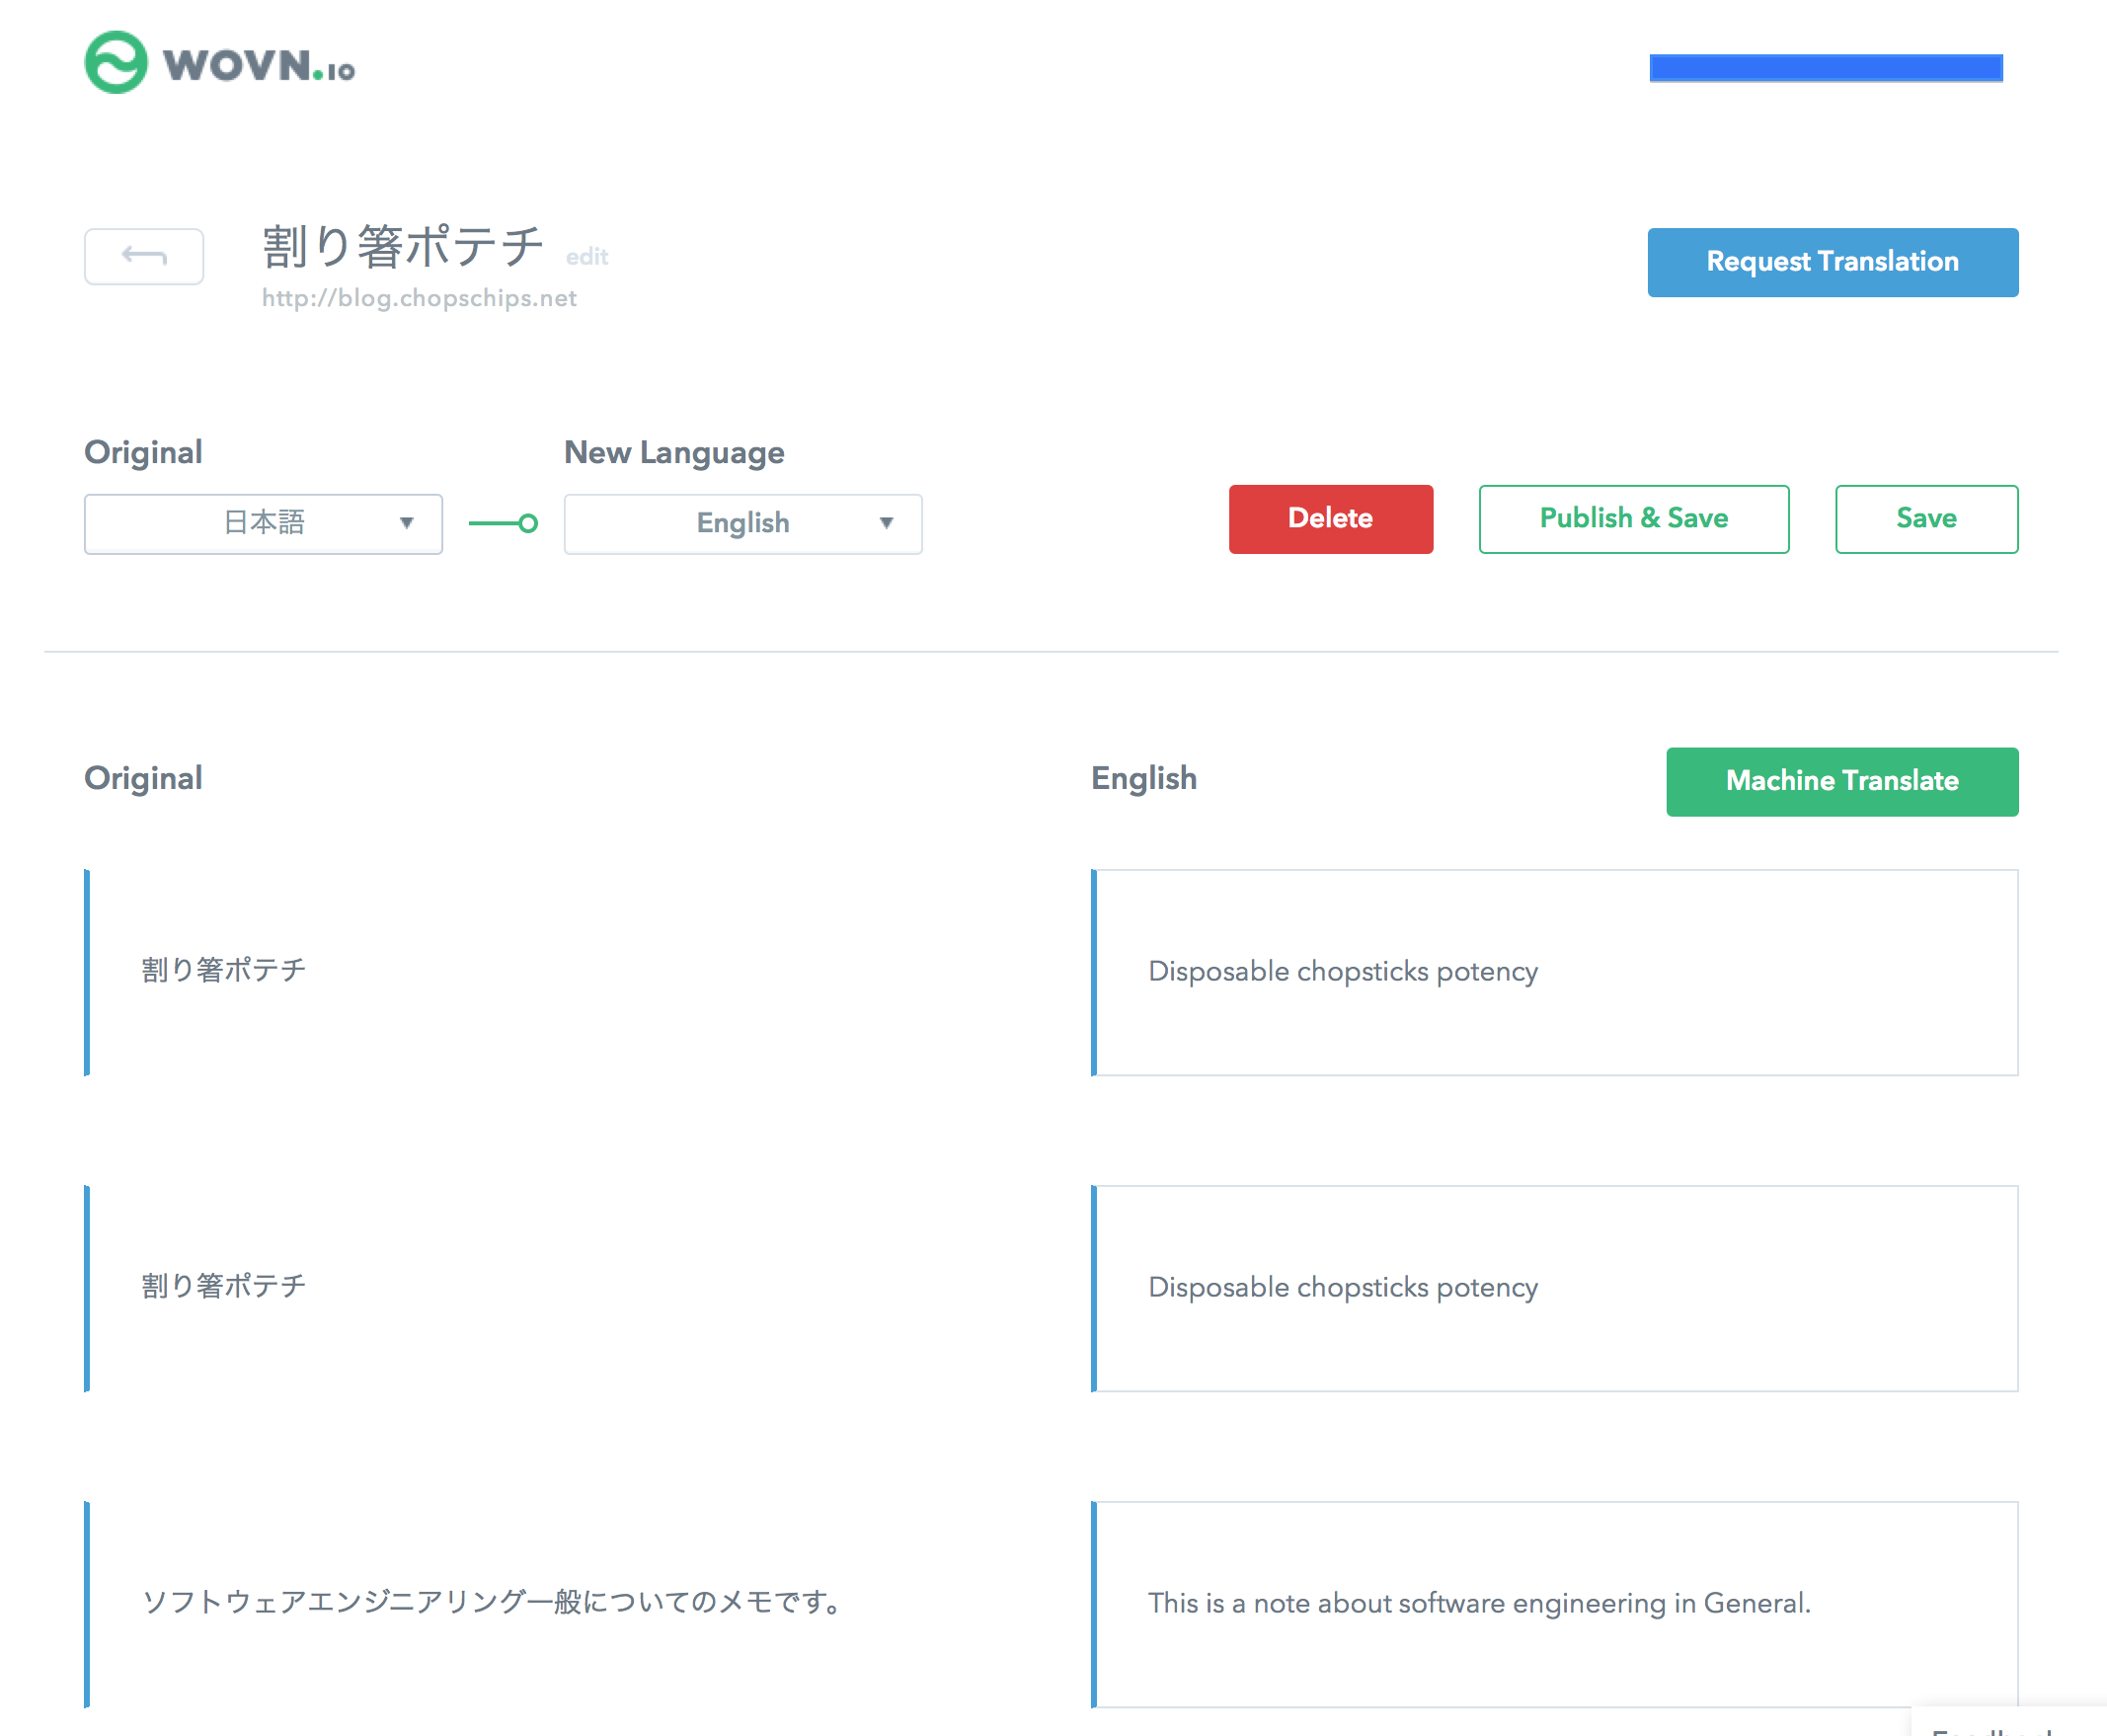 WOVN.io
割り箸ポテチ edit
http://blog.chopschips.net
Request Translation
Original
New Language
日本語 ▼
English ▼
Delete
Publish & Save
Save
Original
English
Machine Translate
割り箸ポテチ
Disposable chopsticks potency
割り箸ポテチ
Disposable chopsticks potency
ソフトウェアエンジニアリング一般についてのメモです。
This is a note about software engineering in General.